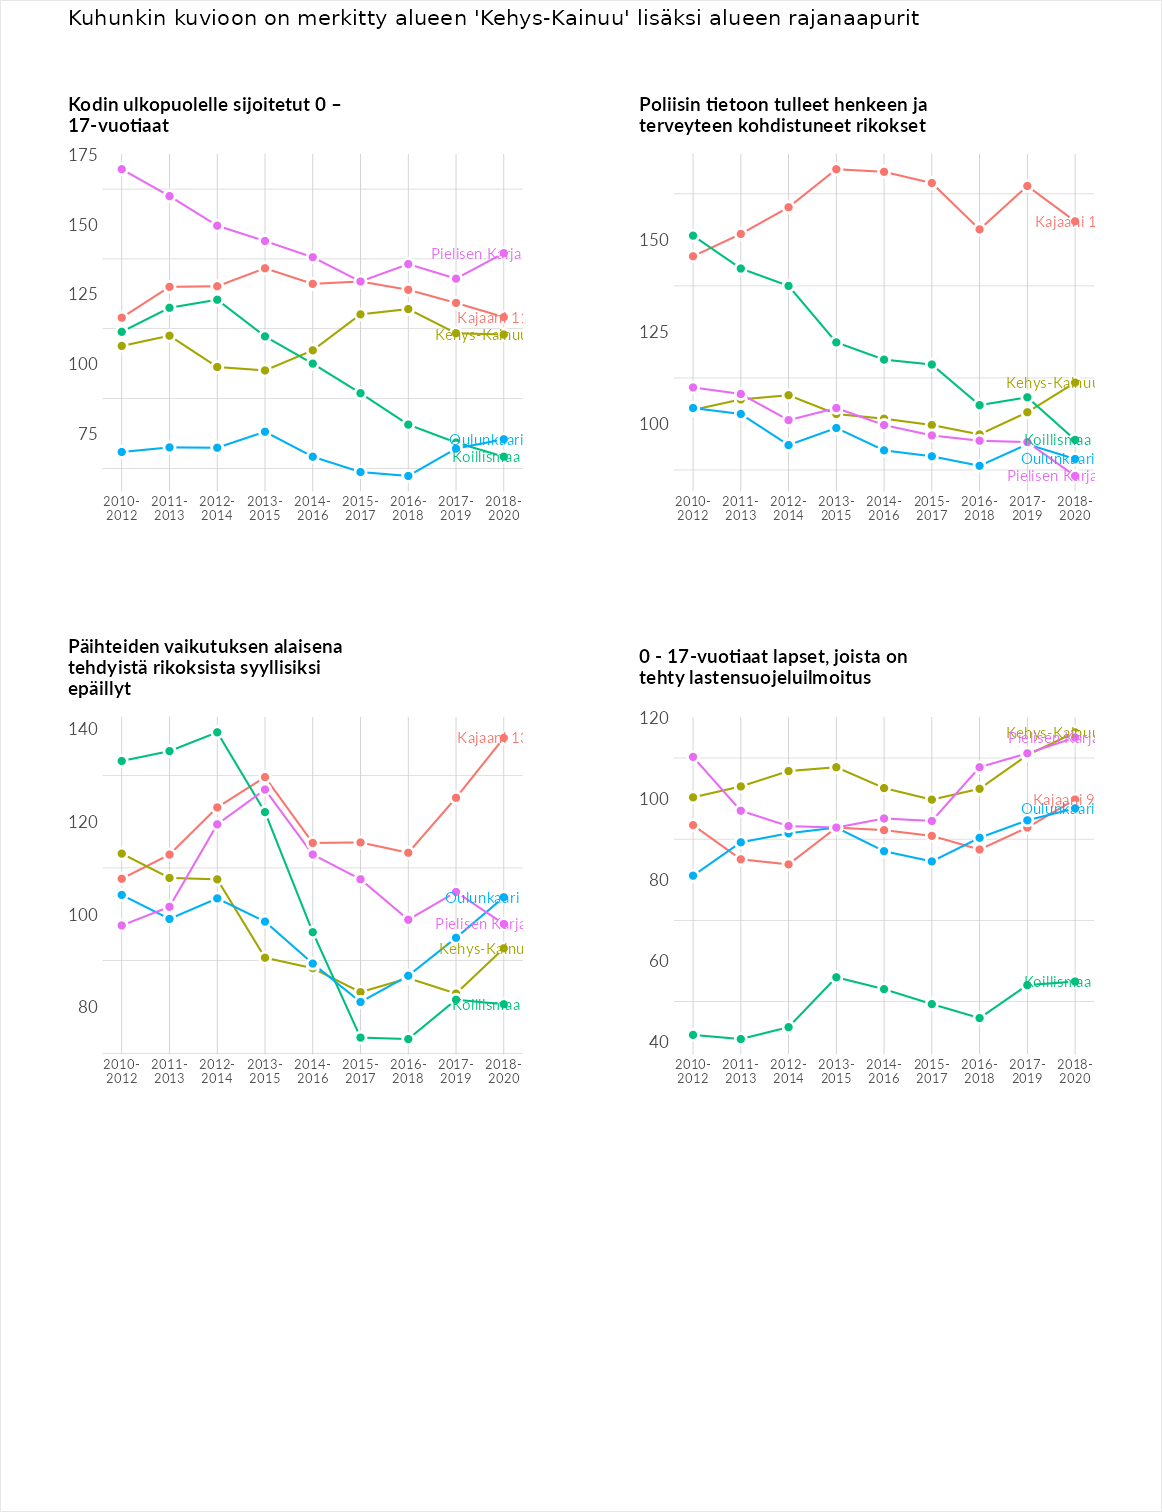 Kuhunkin kuvioon on merkitty alueen 'Kehys-Kainuu' lisäksi alueen rajanaapurit
Kodin ulkopuolelle sijoitetut 0 –
17-vuotiaat
175
150
125
100
75
Pielisen Karja
Kajaani 11
Kehys-Kainuu
Oulunkaari
Koillismaa
2010- 2011- 2012- 2013- 2014- 2015- 2016- 2017- 2018-
2012 2013 2014 2015 2016 2017 2018 2019 2020
Poliisin tietoon tulleet henkeen ja
terveyteen kohdistuneet rikokset
150
125
100
Kajaani 1
Kehys-Kainuu
Koillismaa
Oulunkaari
Pielisen Karja
2010- 2011- 2012- 2013- 2014- 2015- 2016- 2017- 2018-
2012 2013 2014 2015 2016 2017 2018 2019 2020
Päihteiden vaikutuksen alaisena
tehdyistä rikoksista syyllisiksi
epäillyt
140
120
100
80
Kajaani 13
Oulunkaari
Pielisen Karja
Kehys-Kainuu
Koillismaa
2010- 2011- 2012- 2013- 2014- 2015- 2016- 2017- 2018-
2012 2013 2014 2015 2016 2017 2018 2019 2020
0 - 17-vuotiaat lapset, joista on
tehty lastensuojeluilmoitus
120
100
80
60
40
Kehys-Kainuu
Pielisen Karja
Kajaani 9
Oulunkaari
Koillismaa
2010- 2011- 2012- 2013- 2014- 2015- 2016- 2017- 2018-
2012 2013 2014 2015 2016 2017 2018 2019 2020